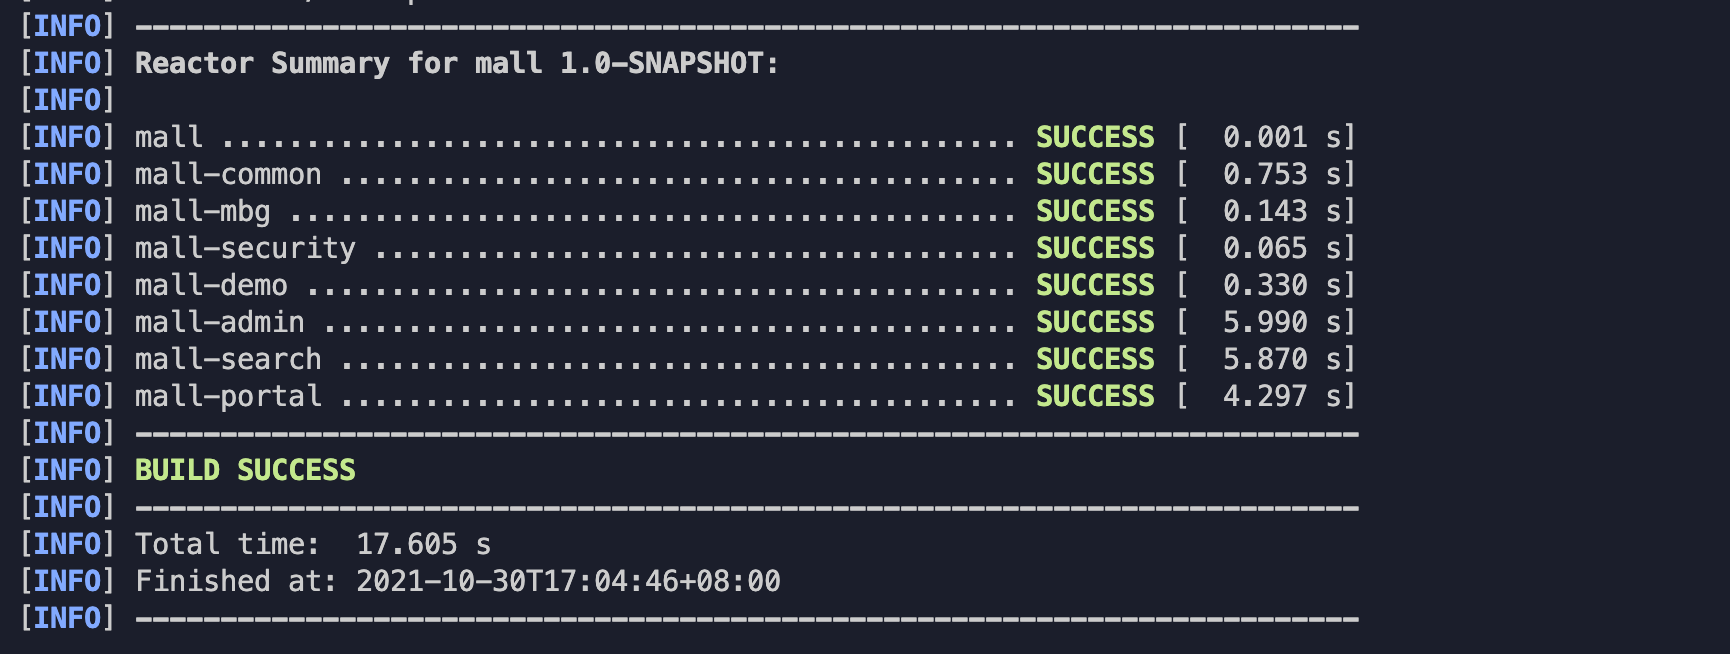 [INFO] ------------------------------------------------------------------------
[INFO] Reactor Summary for mall 1.0-SNAPSHOT:
[INFO]
[INFO] mall ............................................... SUCCESS [  0.001 s]
[INFO] mall-common ........................................ SUCCESS [  0.753 s]
[INFO] mall-mbg ........................................... SUCCESS [  0.143 s]
[INFO] mall-security ...................................... SUCCESS [  0.065 s]
[INFO] mall-demo .......................................... SUCCESS [  0.330 s]
[INFO] mall-admin ......................................... SUCCESS [  5.990 s]
[INFO] mall-search ........................................ SUCCESS [  5.870 s]
[INFO] mall-portal ........................................ SUCCESS [  4.297 s]
[INFO] ------------------------------------------------------------------------
[INFO] BUILD SUCCESS
[INFO] ------------------------------------------------------------------------
[INFO] Total time:  17.605 s
[INFO] Finished at: 2021-10-30T17:04:46+08:00
[INFO] ------------------------------------------------------------------------